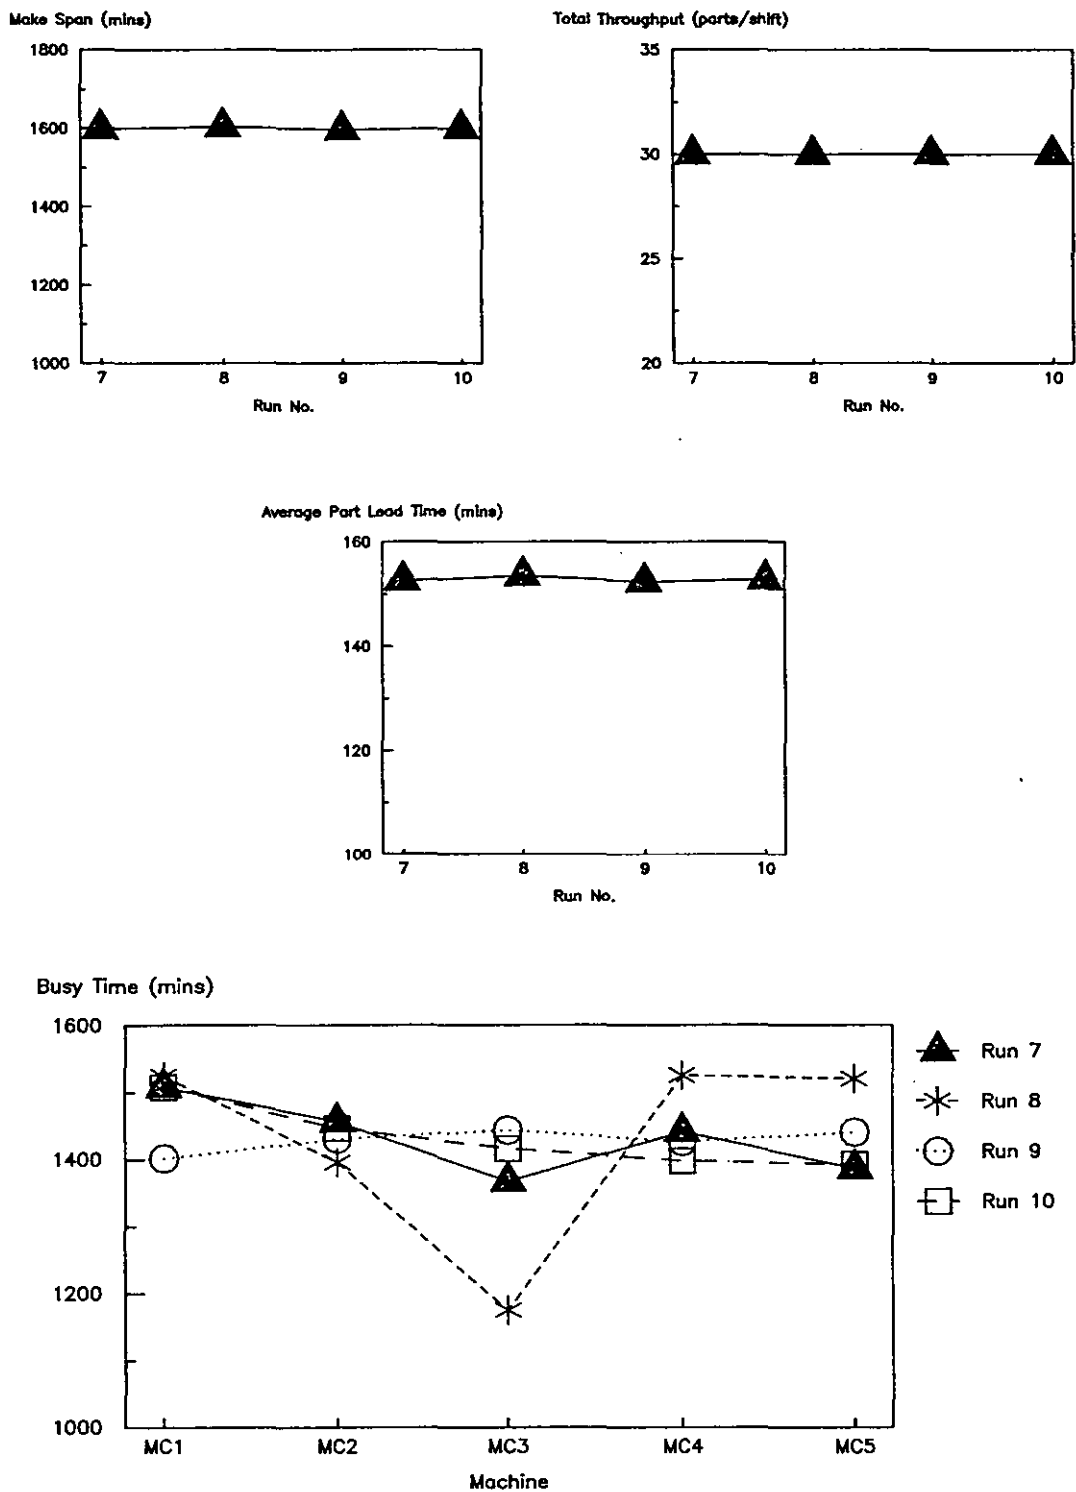 Make Span (mins)
1800
1600
1400
1200
1000
7 8 9 10
Run No.
Total Throughput (parts/shift)
35
30
25
20
7 8 9 10
Run No.
Average Part Lead Time (mins)
160
140
120
100
7 8 9 10
Run No.
Busy Time (mins)
1600
1400
1200
1000
MC1 MC2 MC3 MC4 MC5
Machine
Run 7
Run 8
Run 9
Run 10